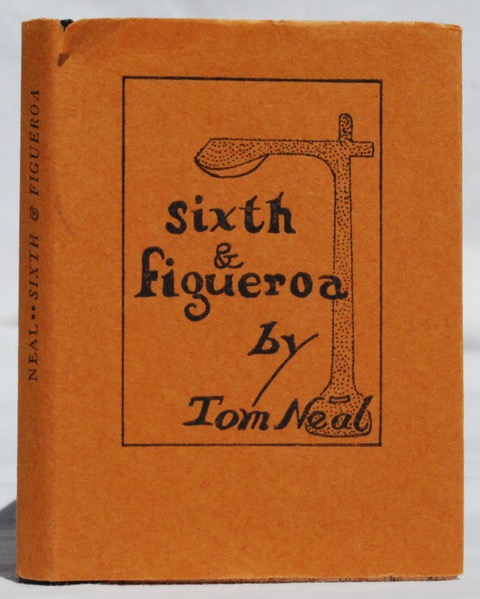 NEAL••SIXTH & FIGUEROA
sixth
&
figueroa
by
Tom Neal